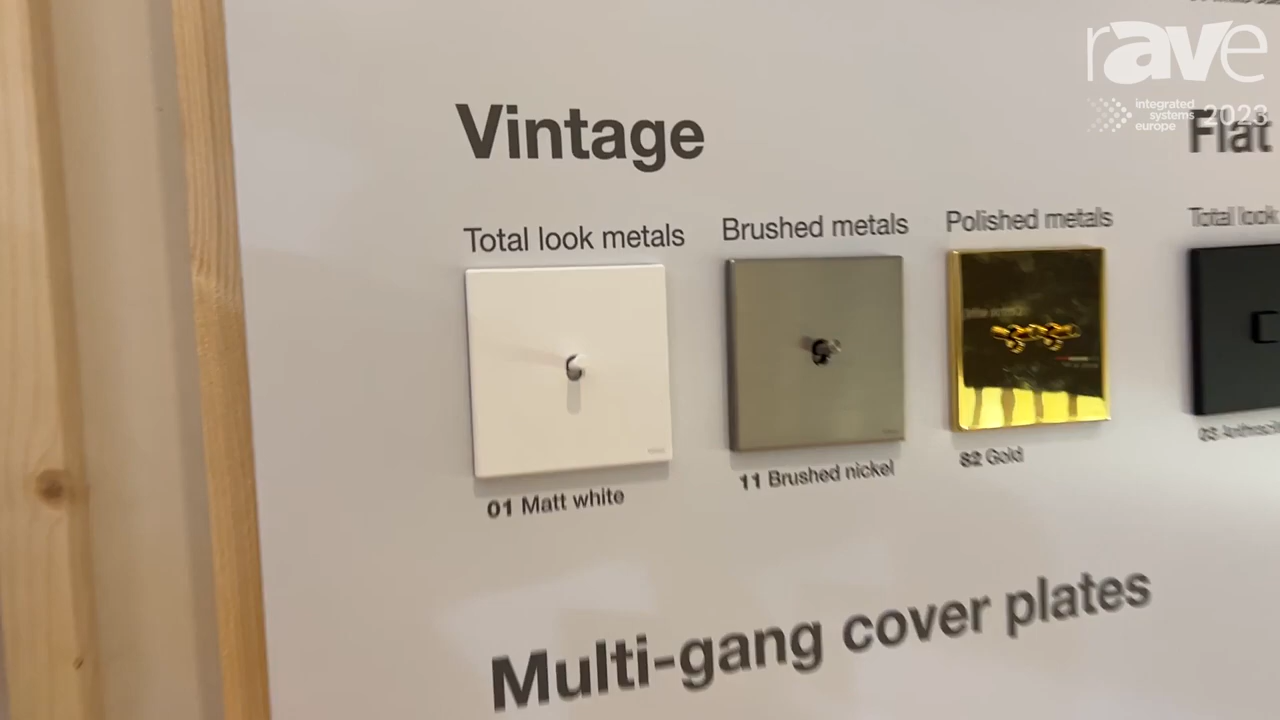 rave
integrated
systems
europe
2023
Vintage
Flat
Total look metals
Brushed metals
Polished metals
Total look
01 Matt white
11 Brushed nickel
82 Gold
03
Multi-gang cover plates